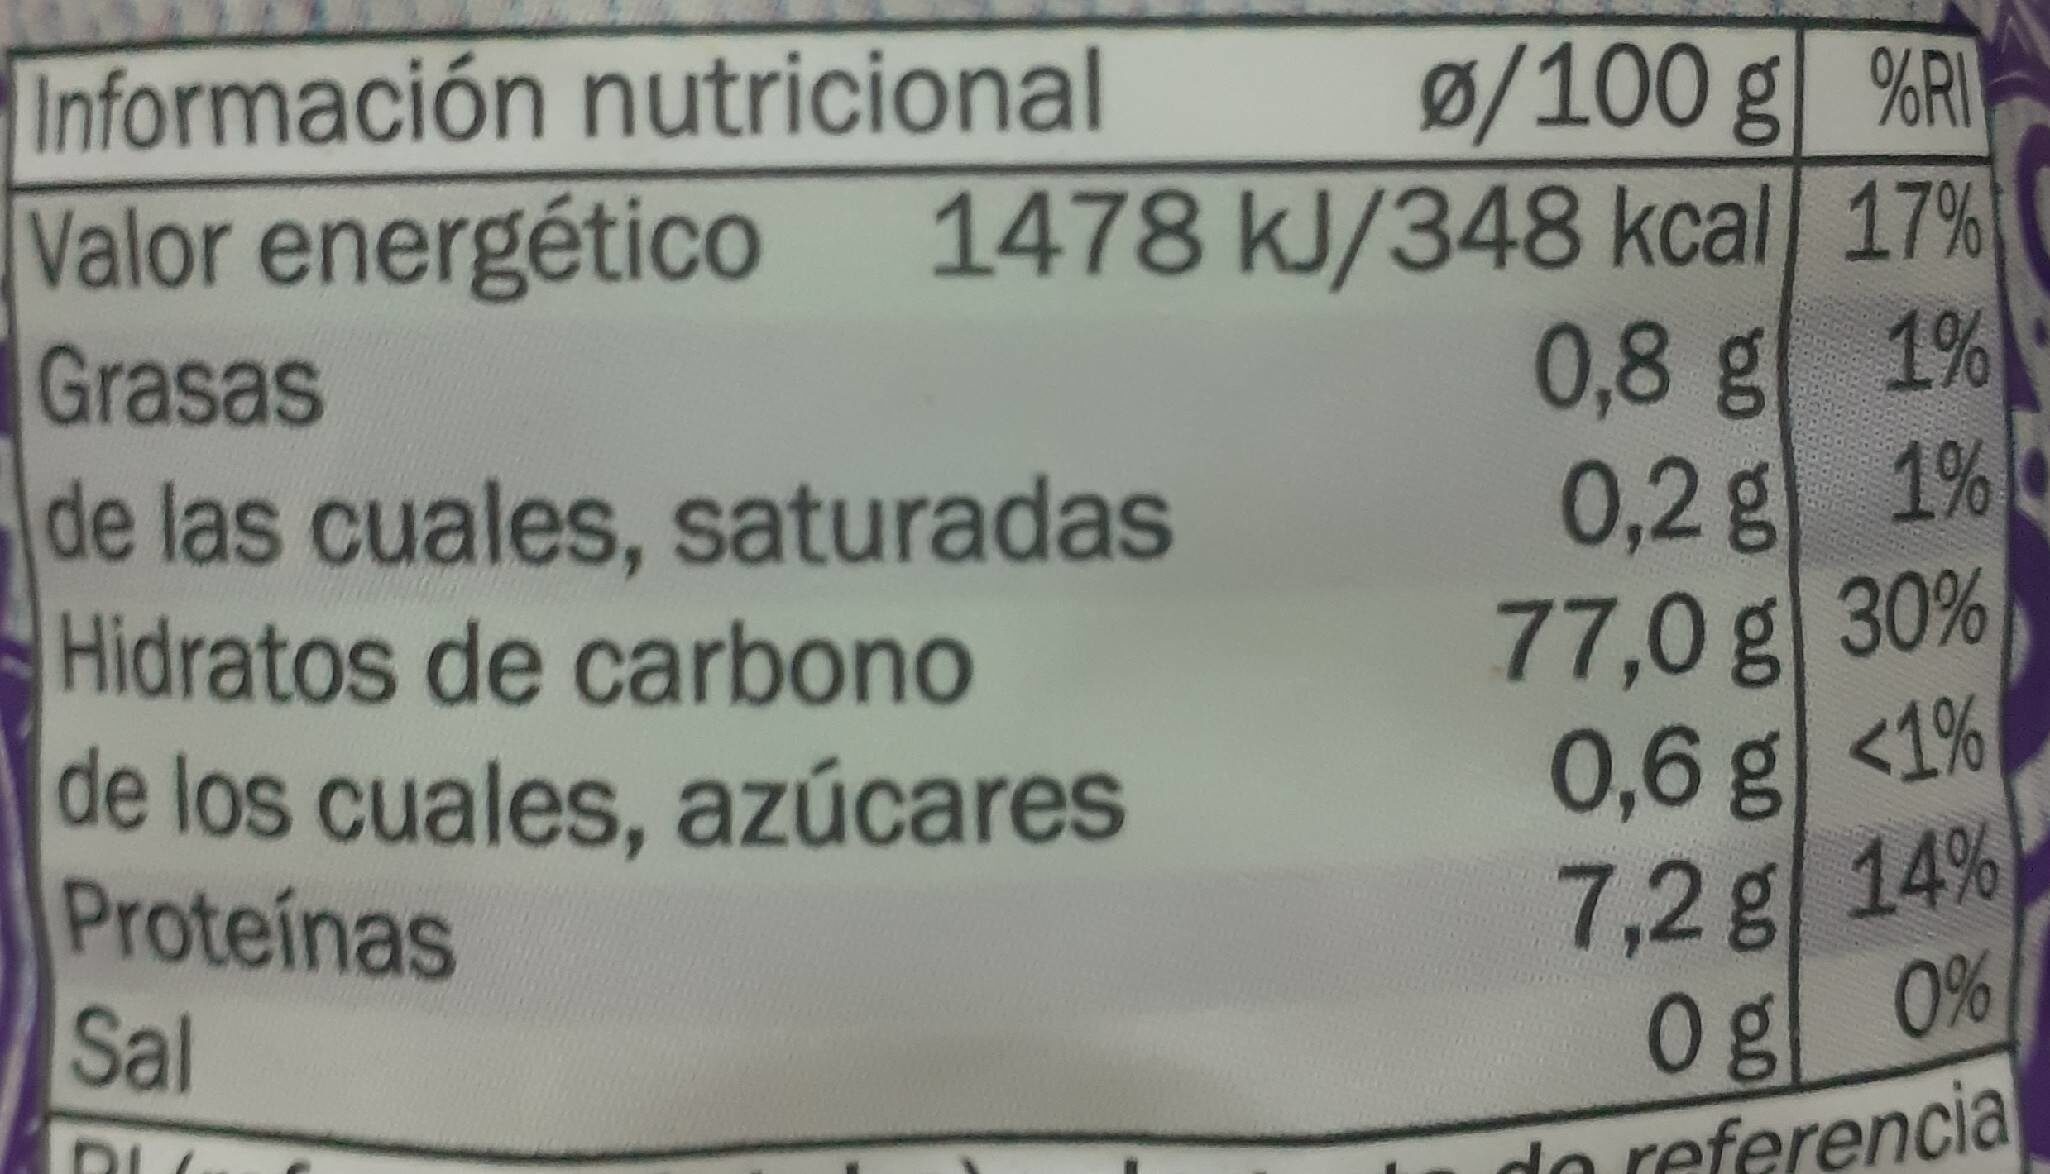 Información nutricional ø/100 g %RI
Valor energético 1478 kJ/348 kcal 17%
Grasas 0,8 g 1%
de las cuales, saturadas 0,2 g 1%
Hidratos de carbono 77,0 g 30%
de los cuales, azúcares 0,6 g <1%
Proteínas 7,2 g 14%
Sal 0 g 0%
de referencia